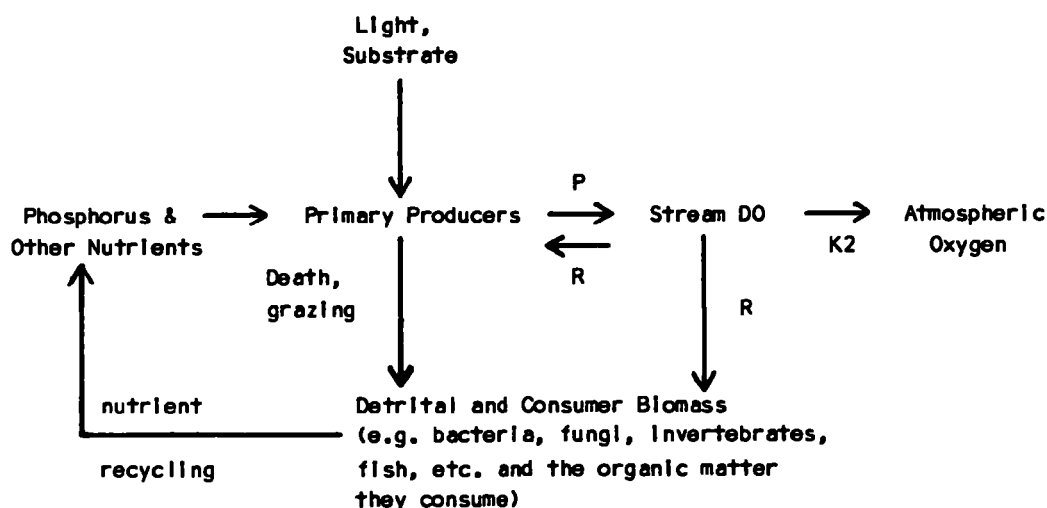 Light,
Substrate
P
Phosphorus &
Other Nutrients
Primary Producers
Stream DO
Atmospheric
Oxygen
K2
R
Death,
grazing
R
nutrient
recycling
Detrital and Consumer Biomass
(e.g. bacteria, fungi, invertebrates,
fish, etc. and the organic matter
they consume)